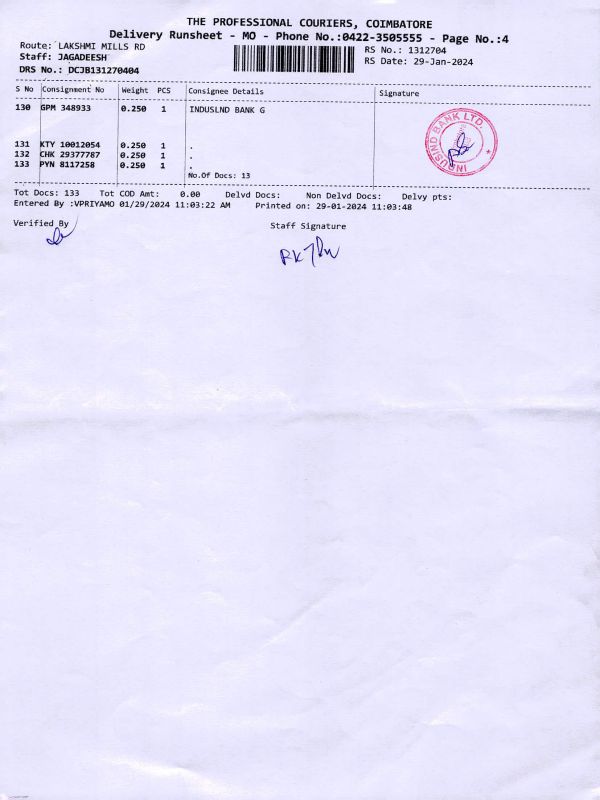 THE PROFESSIONAL COURIERS, COIMBATORE
Delivery Runsheet - MO - Phone No.:0422-3505555 - Page No.:4
Route: LAKSHMI MILLS RD
RS No.: 1312704
Staff: JAGADEESH
RS Date: 29-Jan-2024
DRS No.: DCJB131270404
S No Consignment No Weight PCS Consignee Details Signature
130 GPM 348933 0.250 1 INDUSLND BANK G
INDUSIND BANK LTD.
131 KTY 10012054 0.250 1 .
132 CHK 29377787 0.250 1 .
133 PYN 8117258 0.250 1 .
No.Of Docs: 13
Tot Docs: 133 Tot COD Amt: 0.00 Delvd Docs: Non Delvd Docs: Delvy pts:
Entered By :VPRIYAMO 01/29/2024 11:03:22 AM Printed on: 29-01-2024 11:03:48
Verified By
Staff Signature